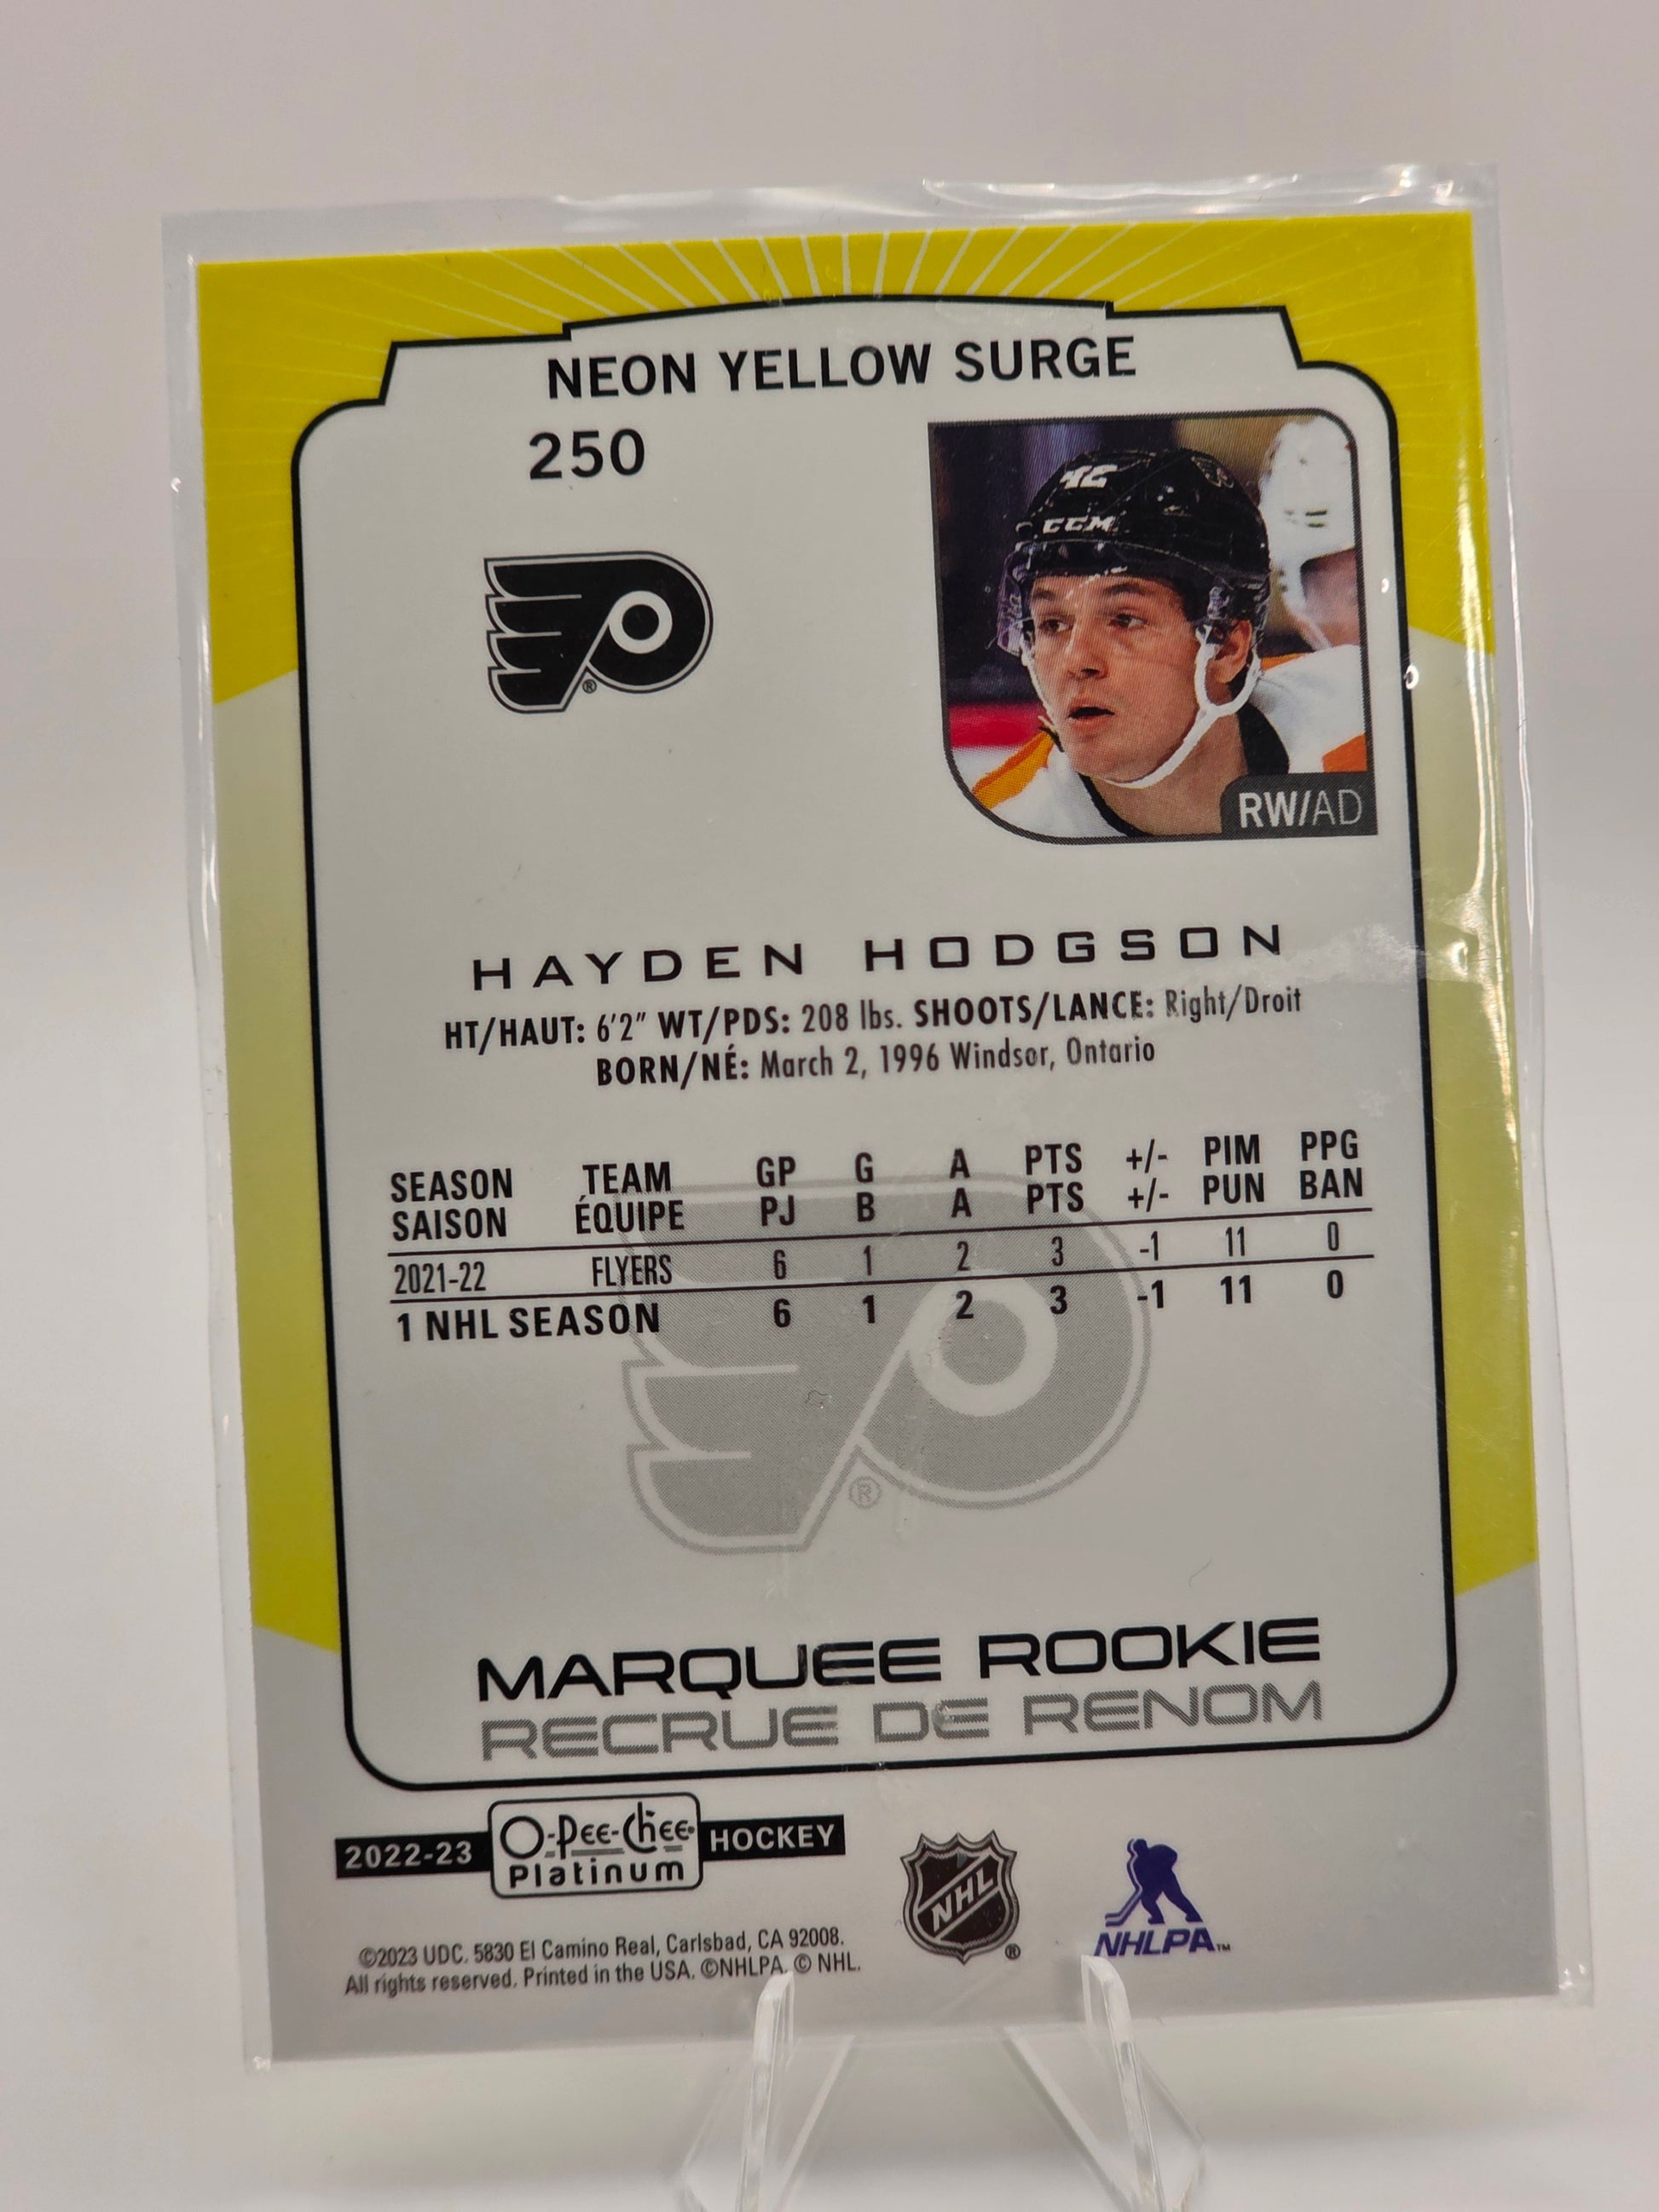 NEON YELLOW SURGE
250
42
CCM
®
RW/AD
HAYDEN HODGSON
HT/HAUT: 6'2" WT/PDS: 208 lbs. SHOOTS/LANCE: Right/Droit
BORN/NÉ: March 2, 1996 Windsor, Ontario
SEASON TEAM GP G A PTS +/- PIM PPG
SAISON ÉQUIPE PJ B A PTS +/- PUN BAN
2021-22 FLYERS 6 1 2 3 -1 11 0
1 NHL SEASON 6 1 2 3 -1 11 0
®
MARQUEE ROOKIE
RECRUE DE RENOM
2022-23 O-Pee-Chee HOCKEY
Platinum
NHL ®
NHLPA™
©2023 UDC. 5830 El Camino Real, Carlsbad, CA 92008.
All rights reserved. Printed in the USA. ©NHLPA. © NHL.